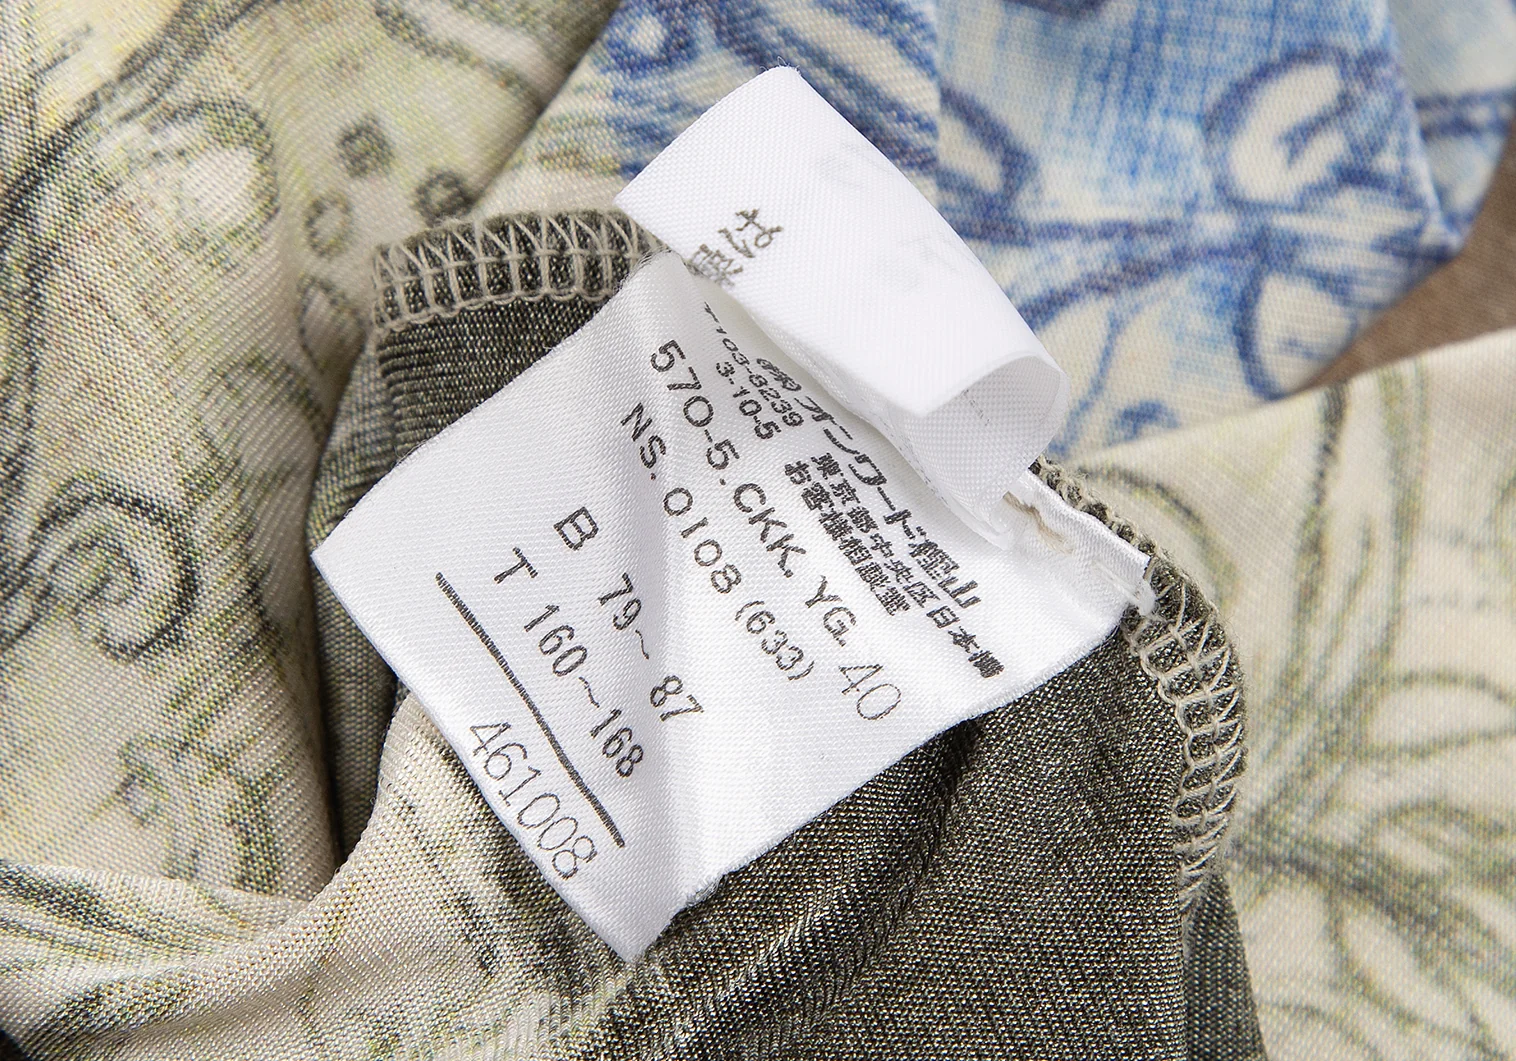 は
㈱オンワード樫山
〒103-8239 東京都中央区日本橋
3-10-5 お客様相談室
570-5.CKK.YG. 40
NS.0108 (633)
B 79~ 87
T 160~168
461008